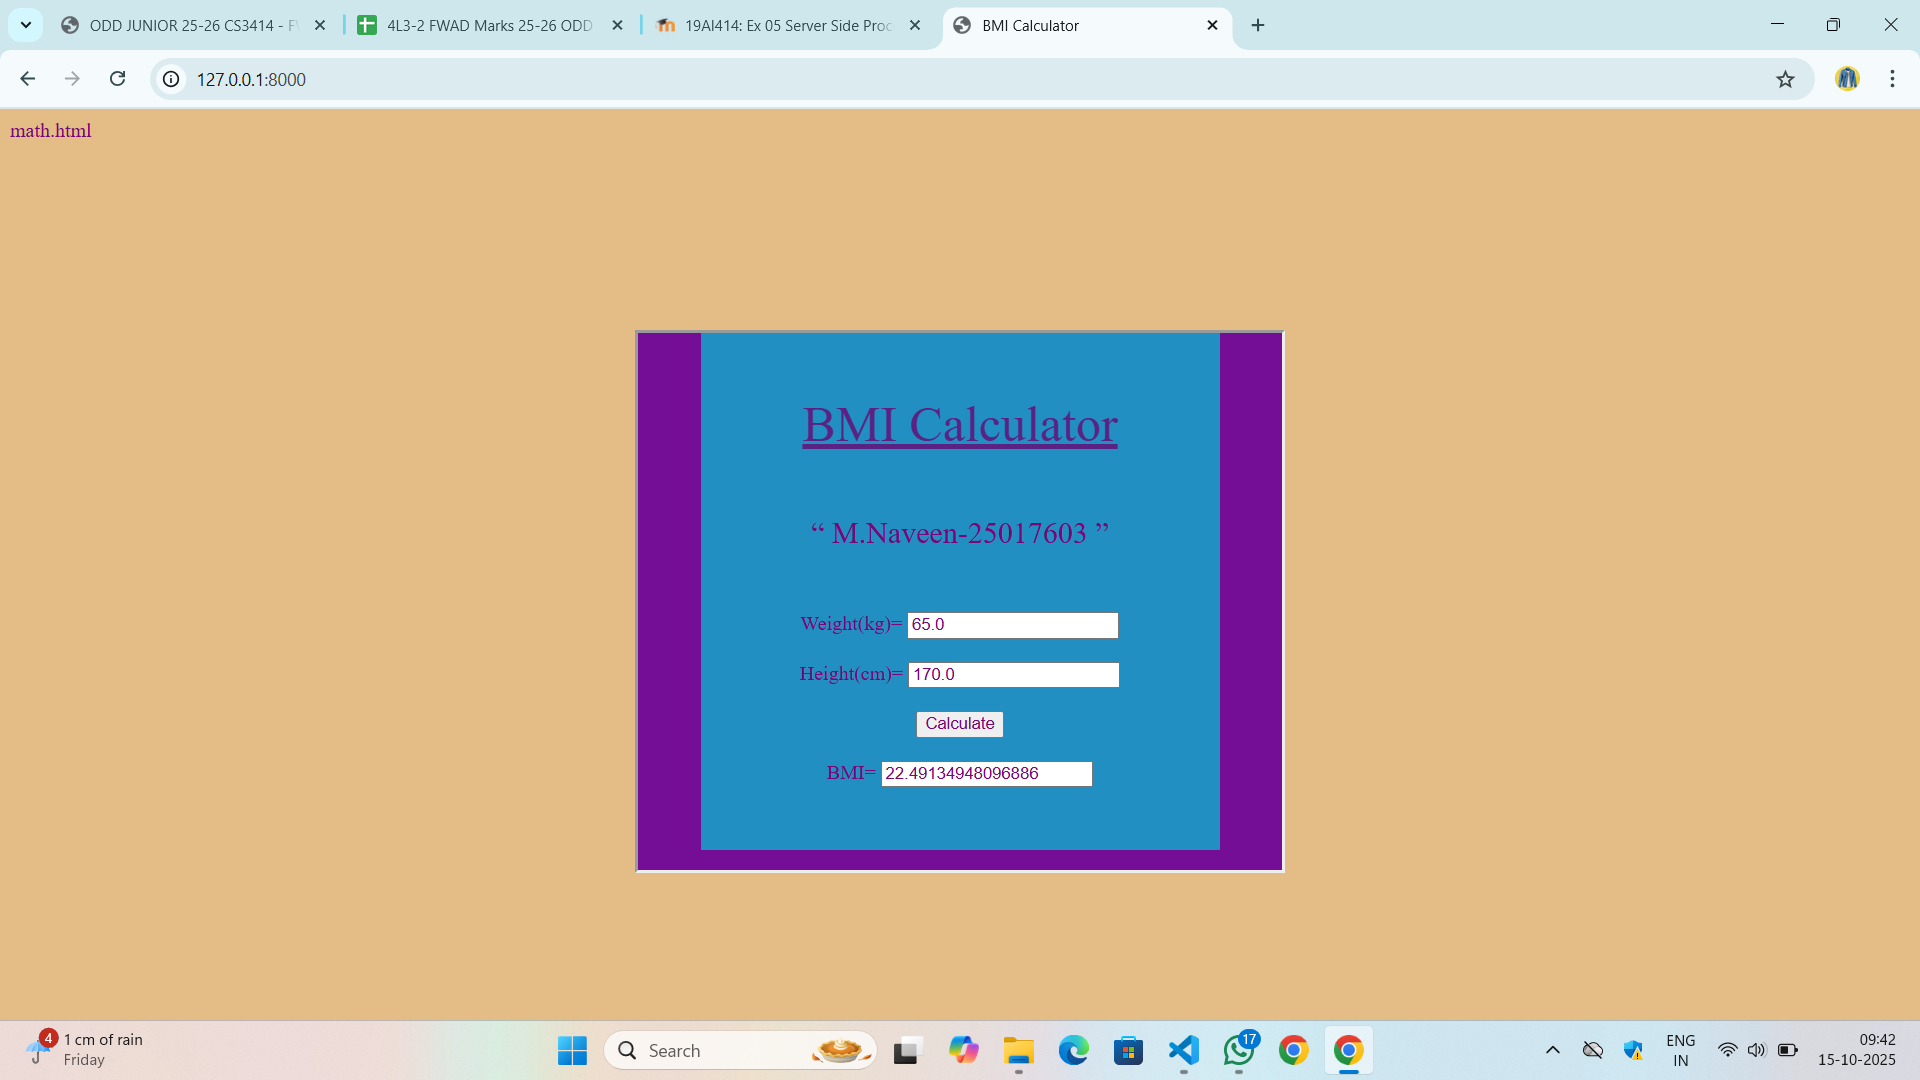 ODD JUNIOR 25-26 CS3414 - F
4L3-2 FWAD Marks 25-26 ODD
19AI414: Ex 05 Server Side Proc
BMI Calculator
127.0.0.1:8000
math.html
BMI Calculator
“ M.Naveen-25017603 ”
Weight(kg)= 65.0
Height(cm)= 170.0
Calculate
BMI= 22.49134948096886
4
1 cm of rain
Friday
Search
17
ENG
IN
09:42
15-10-2025